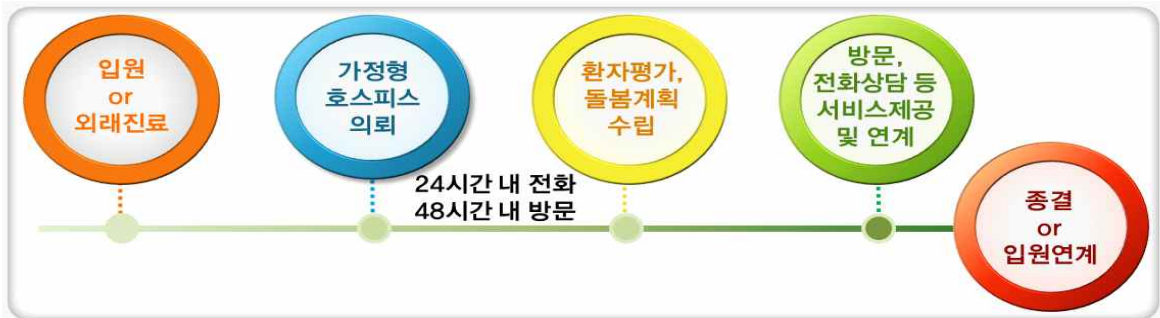 입원
or
외래진료
가정형
호스피스
의뢰
24시간 내 전화
48시간 내 방문
환자평가,
돌봄계획
수립
방문,
전화상담 등
서비스제공
및 연계
종결
or
입원연계